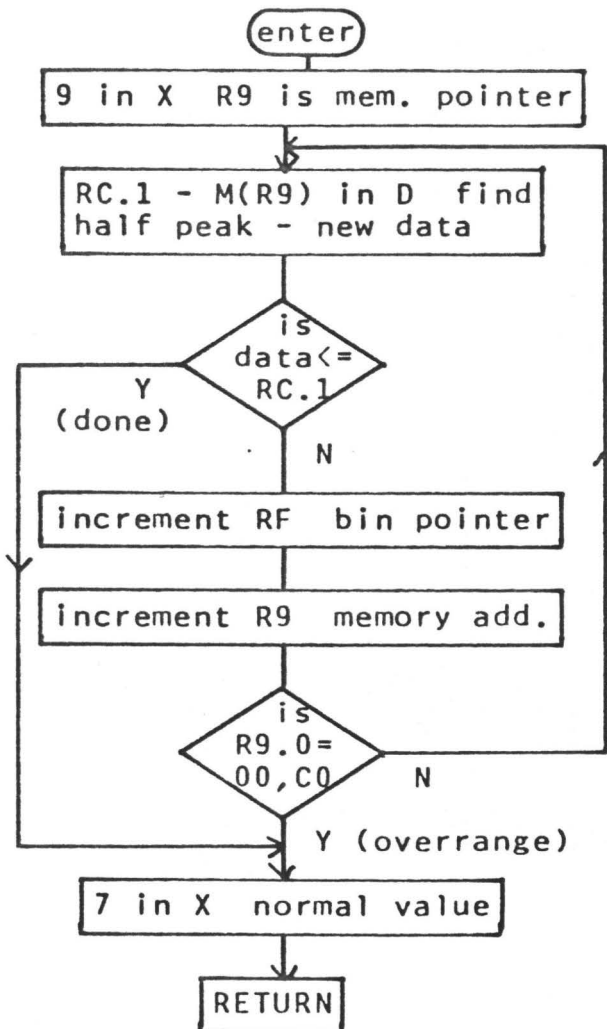 enter
9 in X R9 is mem. pointer
RC.1 - M(R9) in D find
half peak - new data
is
data<=
RC.1
Y
(done)
N
increment RF bin pointer
increment R9 memory add.
is
R9.0=
00,C0
N
Y (overrange)
7 in X normal value
RETURN